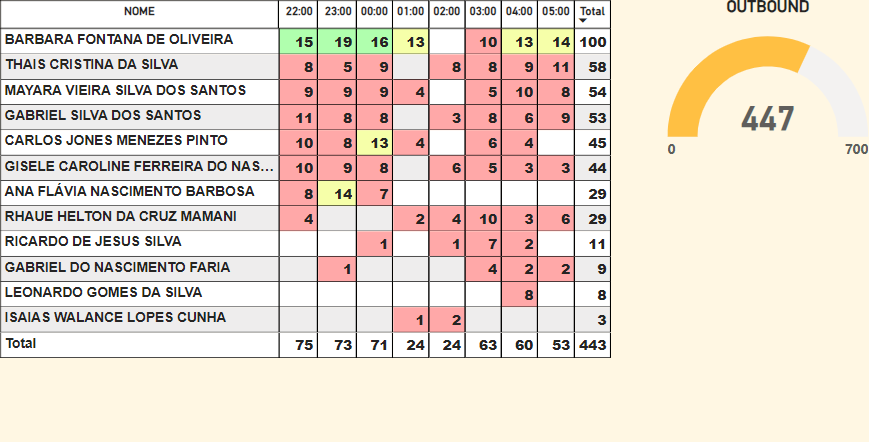 NOME 22:00 23:00 00:00 01:00 02:00 03:00 04:00 05:00 Total
BARBARA FONTANA DE OLIVEIRA 15 19 16 13 10 13 14 100
THAIS CRISTINA DA SILVA 8 5 9 8 8 9 11 58
MAYARA VIEIRA SILVA DOS SANTOS 9 9 9 4 5 10 8 54
GABRIEL SILVA DOS SANTOS 11 8 8 3 8 6 9 53
CARLOS JONES MENEZES PINTO 10 8 13 4 6 4 45
GISELE CAROLINE FERREIRA DO NAS... 10 9 8 6 5 3 3 44
ANA FLÁVIA NASCIMENTO BARBOSA 8 14 7 29
RHAUE HELTON DA CRUZ MAMANI 4 2 4 10 3 6 29
RICARDO DE JESUS SILVA 1 1 7 2 11
GABRIEL DO NASCIMENTO FARIA 1 4 2 2 9
LEONARDO GOMES DA SILVA 8 8
ISAIAS WALANCE LOPES CUNHA 1 2 3
Total 75 73 71 24 24 63 60 53 443
OUTBOUND
447
0 700